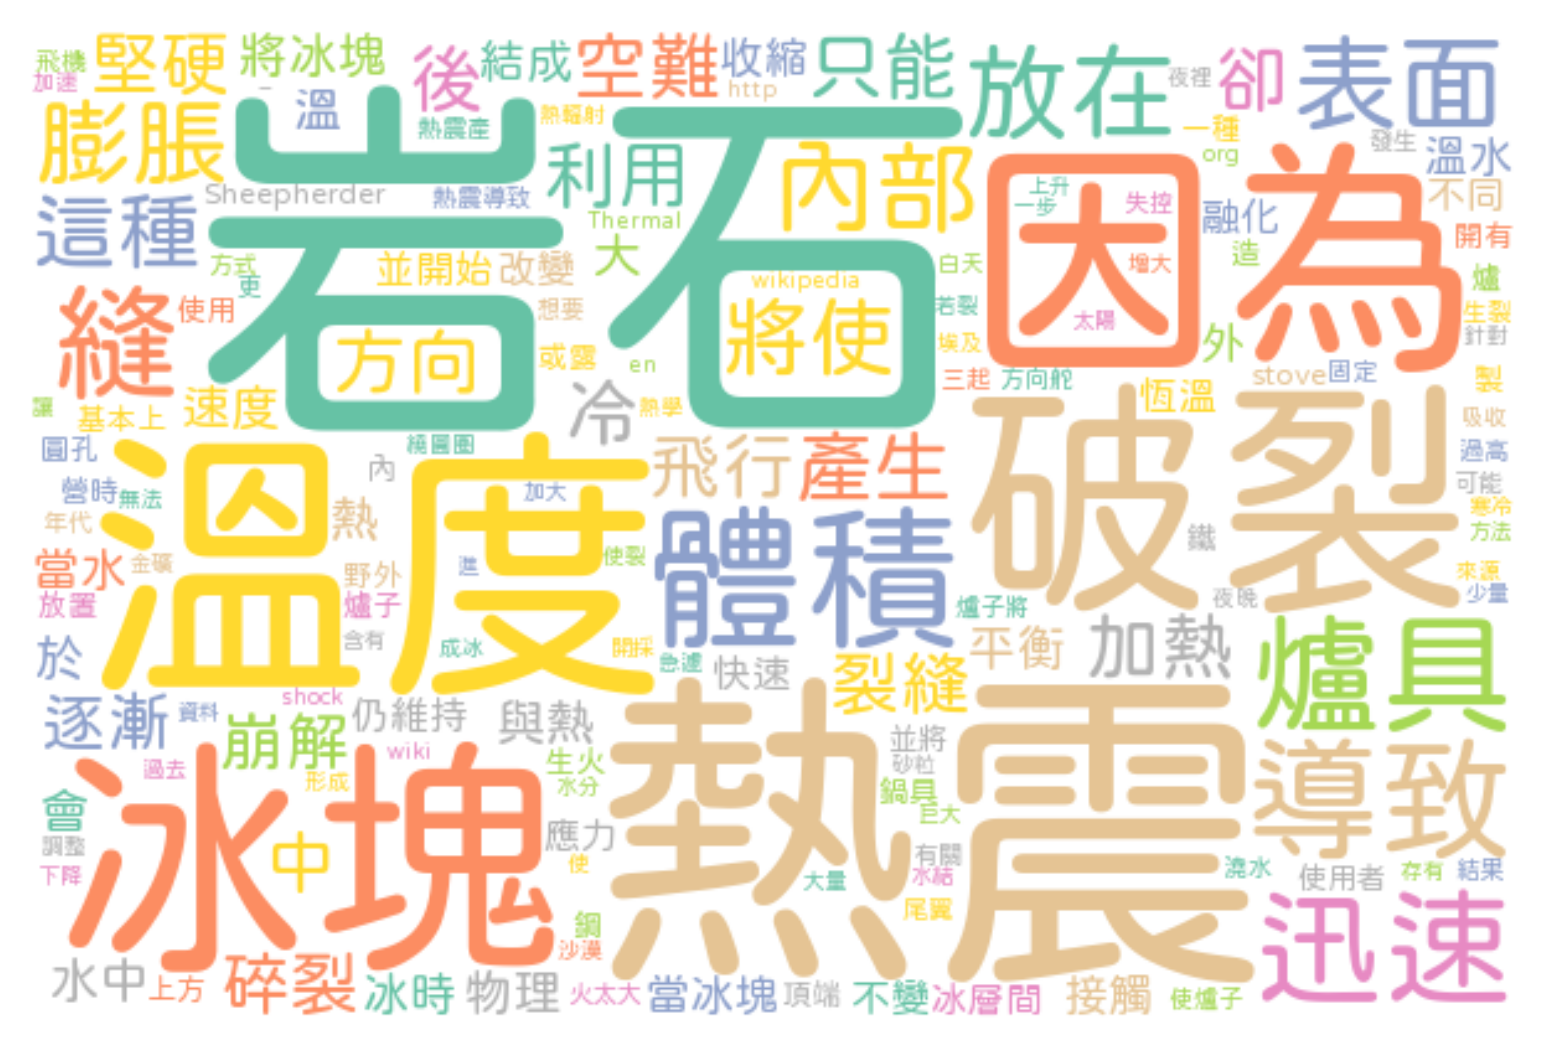 飛機 堅硬 將冰塊 後 結成 空難 收縮 只能 放在 夜裡 卻 表面
加速 溫 熱震產 http 熱輻射 一種 發生 溫水
膨脹 岩石 利用 內部 因為 org 不同
Sheepherder 熱震導致 Thermal 上升 一步 失控 融化 開有
這種 方式 更 並開始 改變 大 wikipedia 白天 增大 造 爐
縫 使用 方向 想要 將使 若裂 太陽 外 生裂 針對
或露 en 埃及 三起 方向舵 stove 固定 製
讓 基本上 速度 冷 熱學 恆溫 吸收
圓孔 繞圓圈 內 飛行 產生 破裂 過高
營時 無法 溫度 加大 可能
年代 熱 體積 鐵 寒冷 方法
當水 金礦 野外 進 使裂 來源
放置 爐子 爐子將 夜晚 少量
於 含有 成冰 開採 急遽 快速 裂縫 平衡 加熱 爐具
逐漸 資料 shock 仍維持 與熱 並將
崩解 wiki 生火 砂粒 導致
過去 形成 水分 熱震 鍋具
會 冰塊 巨大
調整 中 應力 有關
下降 使 大量 水結 澆水 使用者 存有 結果
鋼 尾翼 迅速
水中 上方 碎裂 冰時 物理 沙漠 火太大 當冰塊 頂端 不變 冰層間 接觸 使爐子